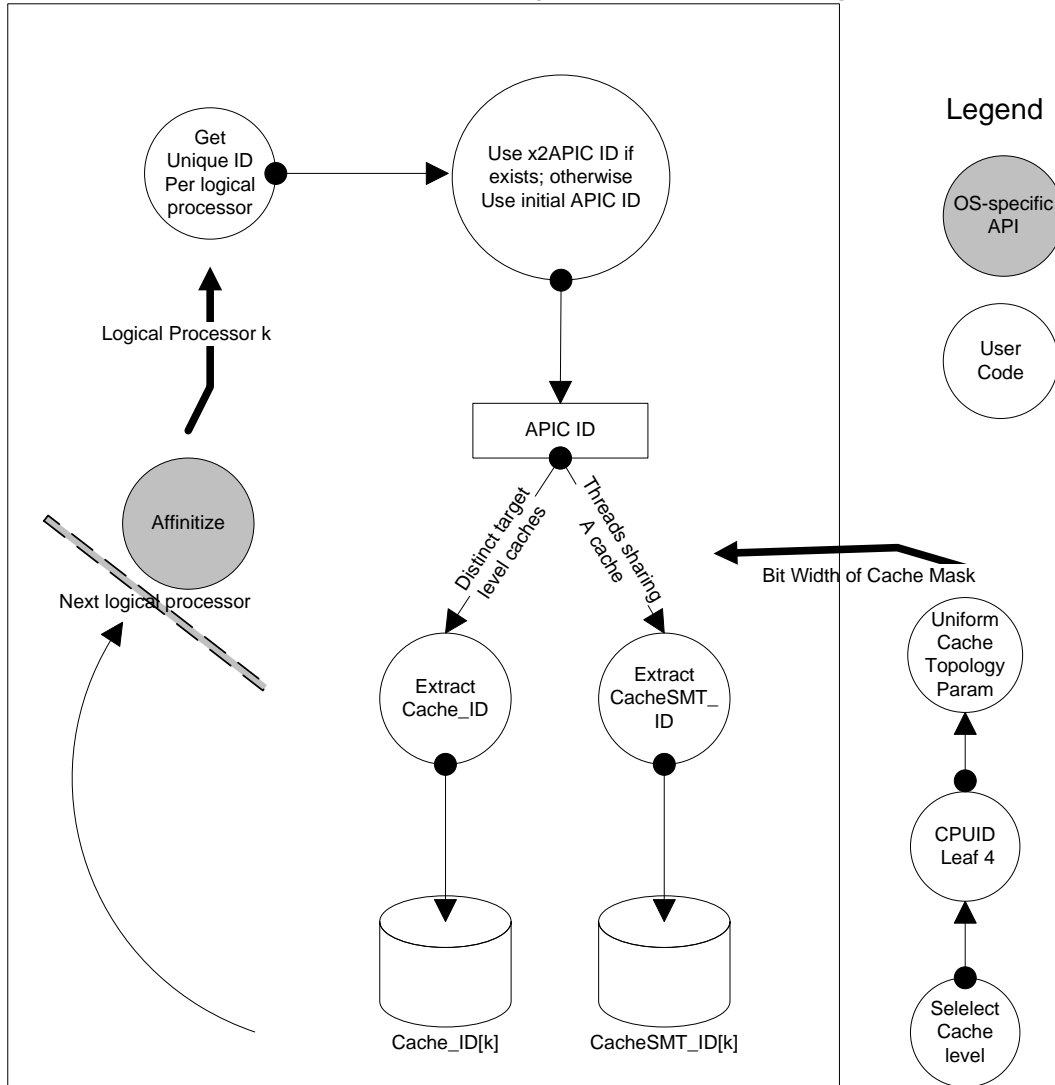 Get
Unique ID
Per logical
processor
Use x2APIC ID if
exists; otherwise
Use initial APIC ID
Legend
OS-specific
API
User
Code
Logical Processor k
APIC ID
Affinitize
Next logical processor
Distinct target
level caches
Threads sharing
A cache
Bit Width of Cache Mask
Uniform
Cache
Topology
Param
Extract
Cache_ID
Extract
CacheSMT_
ID
CPUID
Leaf 4
Selelect
Cache
level
Cache_ID[k]
CacheSMT_ID[k]